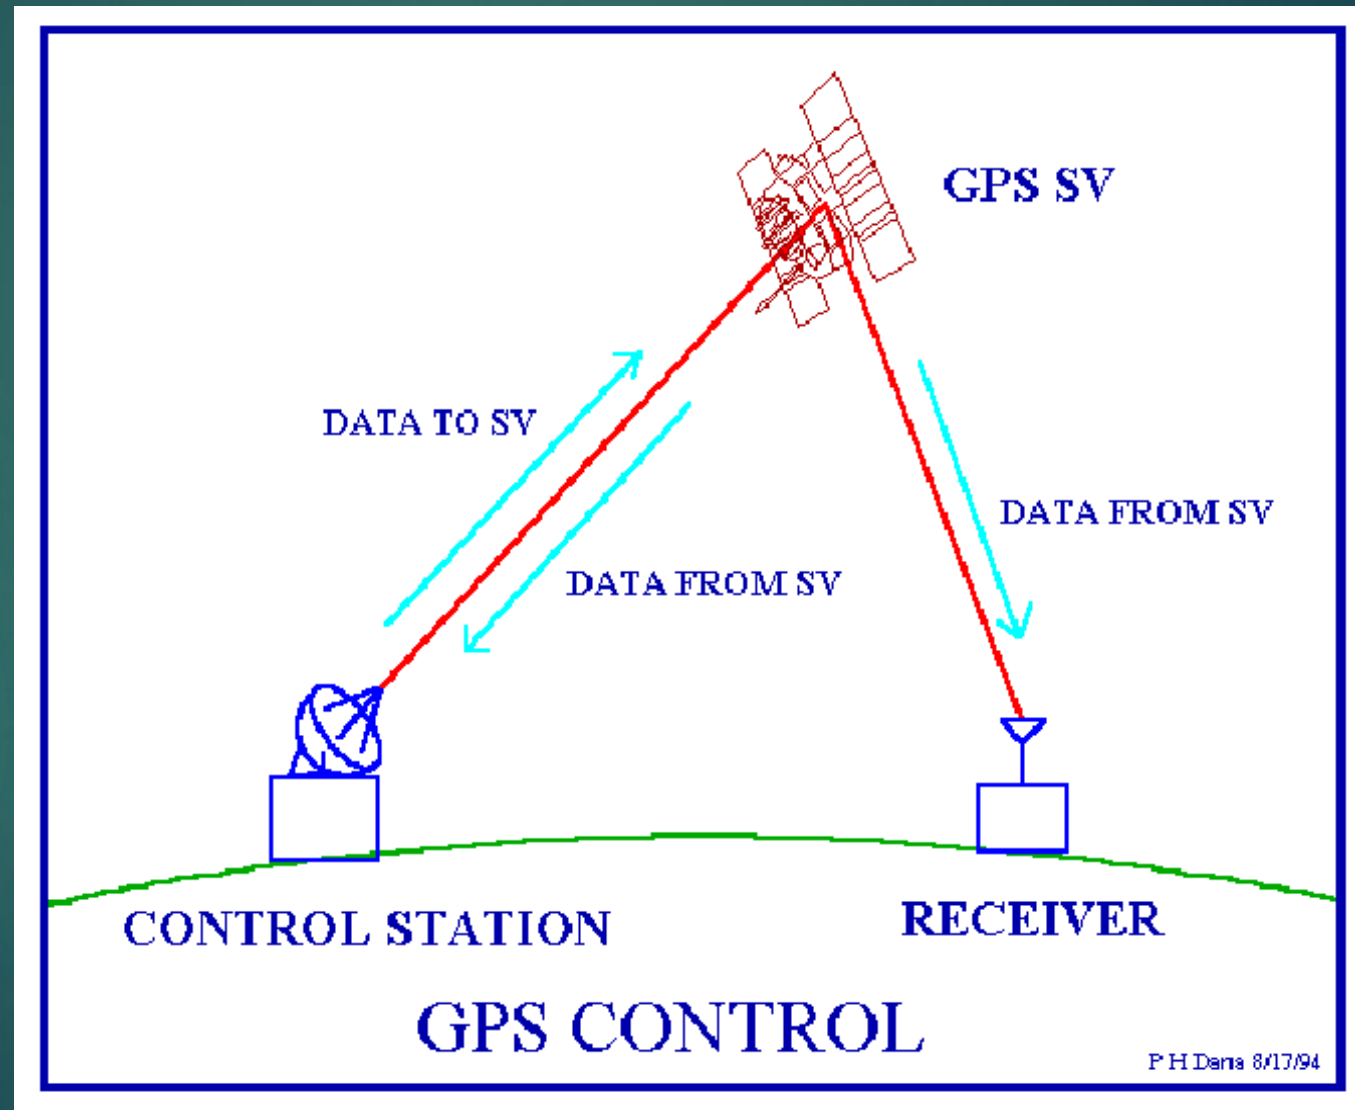 GPS SV
DATA TO SV
DATA FROM SV
DATA FROM SV
CONTROL STATION
RECEIVER
GPS CONTROL
P H Dana 8/17/94